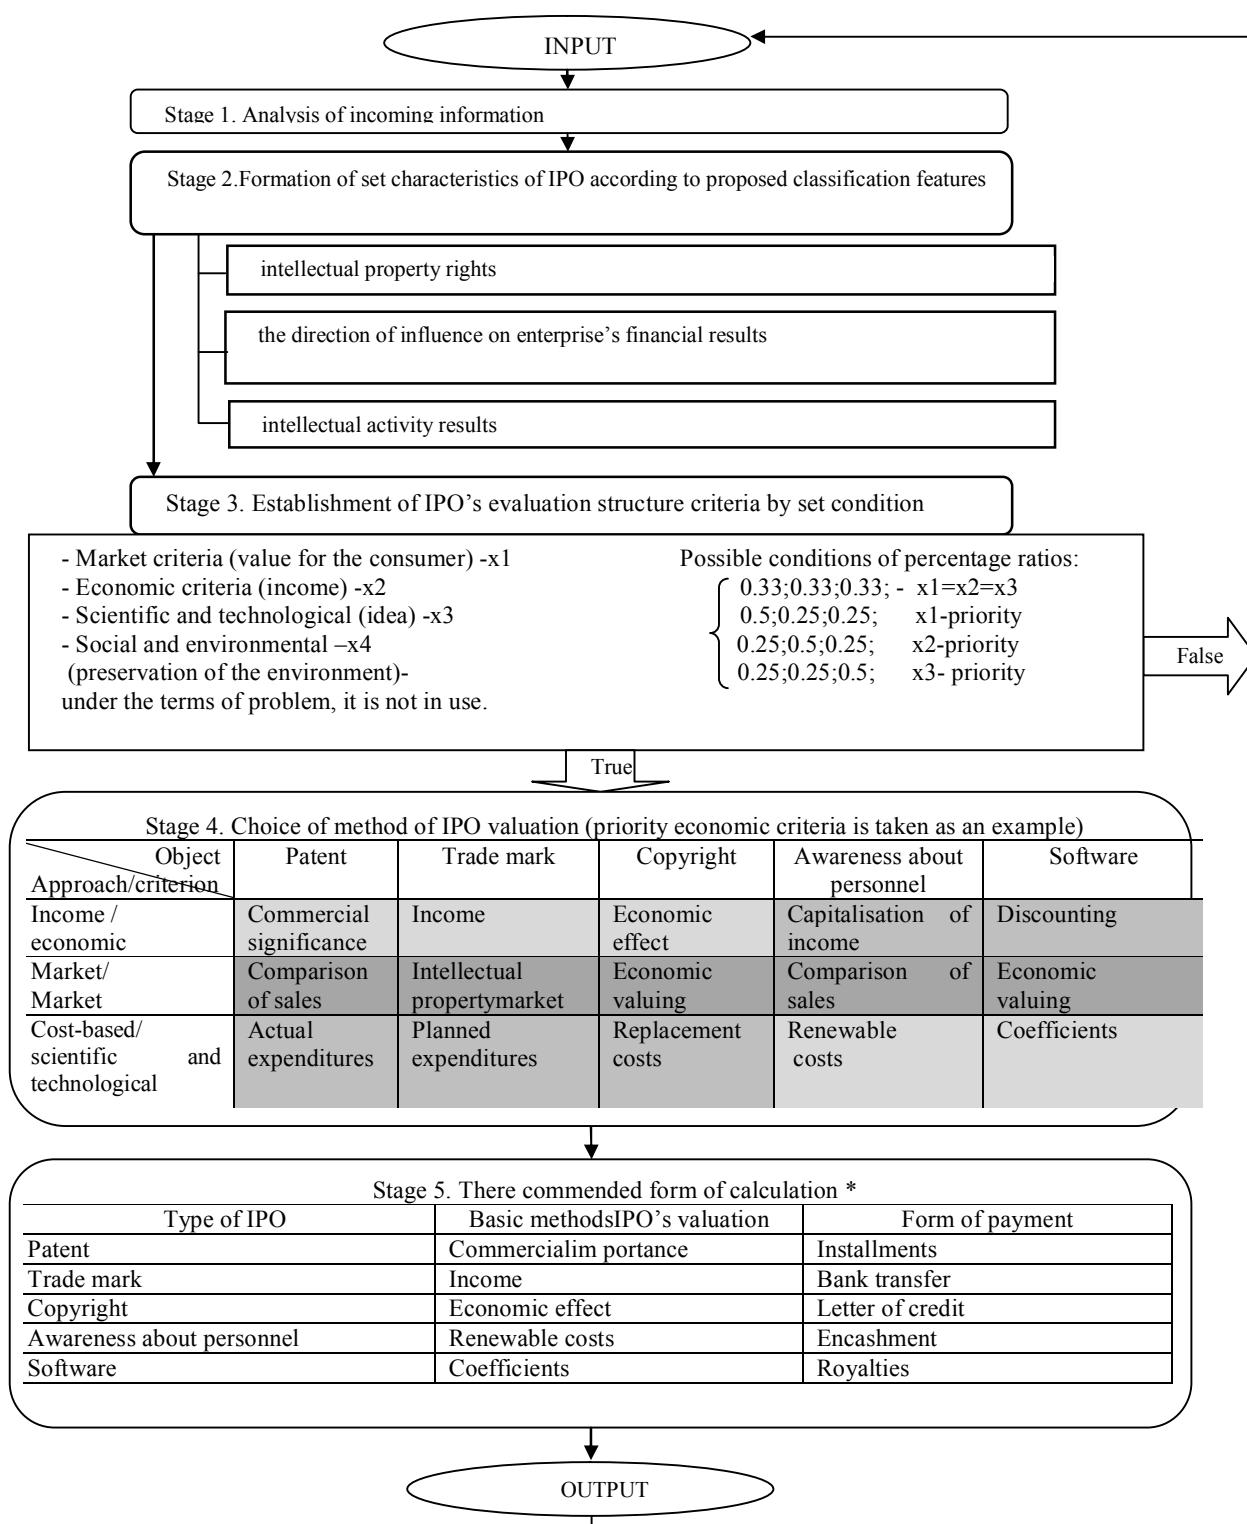 INPUT
Stage 1. Analysis of incoming information
Stage 2.Formation of set characteristics of IPO according to proposed classification features
intellectual property rights
the direction of influence on enterprise’s financial results
intellectual activity results
Stage 3. Establishment of IPO’s evaluation structure criteria by set condition
- Market criteria (value for the consumer) -x1
- Economic criteria (income) -x2
- Scientific and technological (idea) -x3
- Social and environmental –x4
(preservation of the environment)-
under the terms of problem, it is not in use.
Possible conditions of percentage ratios:
0.33;0.33;0.33; - x1=x2=x3
0.5;0.25;0.25; x1-priority
0.25;0.5;0.25; x2-priority
0.25;0.25;0.5; x3- priority
False
True
Stage 4. Choice of method of IPO valuation (priority economic criteria is taken as an example)
Object
Approach/criterion
Patent
Trade mark
Copyright
Awareness about
personnel
Software
Income /
economic
Commercial
significance
Income
Economic
effect
Capitalisation of
income
Discounting
Market/
Market
Comparison
of sales
Intellectual
propertymarket
Economic
valuing
Comparison of
sales
Economic
valuing
Cost-based/
scientific and
technological
Actual
expenditures
Planned
expenditures
Replacement
costs
Renewable
costs
Coefficients
Stage 5. There commended form of calculation *
Type of IPO Basic methodsIPO’s valuation Form of payment
Patent Commercialim portance Installments
Trade mark Income Bank transfer
Copyright Economic effect Letter of credit
Awareness about personnel Renewable costs Encashment
Software Coefficients Royalties
OUTPUT